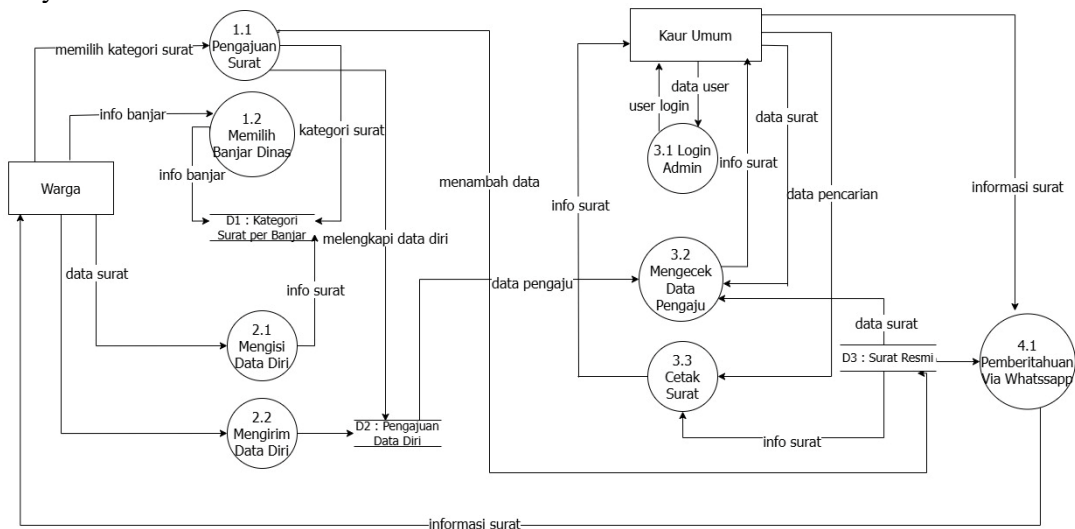 1.1
Pengajuan
Surat
memilih kategori surat
info banjar
1.2
Memilih
Banjar Dinas
kategori surat
info banjar
Warga
D1 : Kategori
Surat per Banjar
melengkapi data diri
data surat
info surat
2.1
Mengisi
Data Diri
2.2
Mengirim
Data Diri
D2 : Pengajuan
Data Diri
menambah data
data pengaju
Kaur Umum
data user
user login
3.1 Login
Admin
data surat
info surat
info surat
data pencarian
informasi surat
3.2
Mengecek
Data
Pengaju
data surat
D3 : Surat Resmi
3.3
Cetak
Surat
info surat
4.1
Pemberitahuan
Via Whatssapp
informasi surat